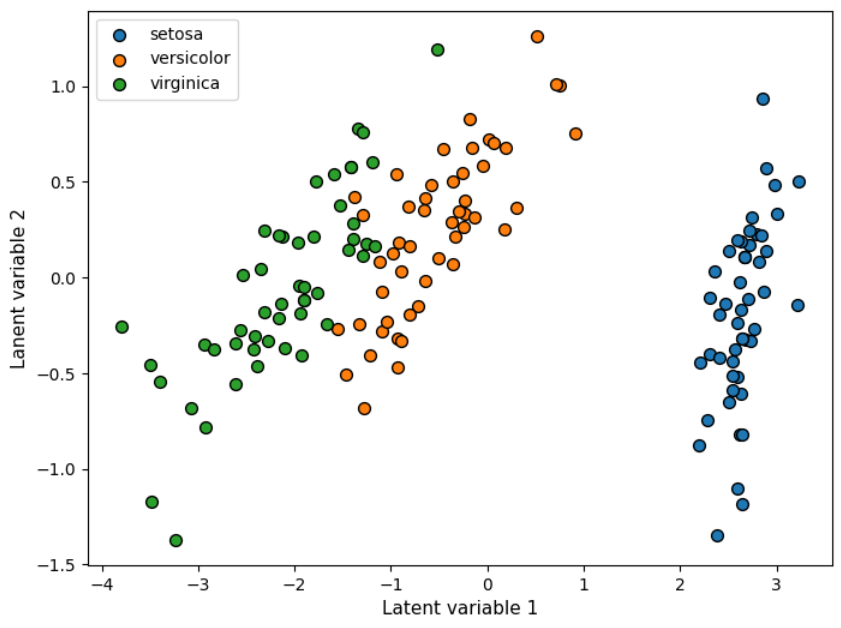 setosa
versicolor
virginica
1.0
0.5
0.0
−0.5
−1.0
−1.5
Lanent variable 2
−4 −3 −2 −1 0 1 2 3
Latent variable 1